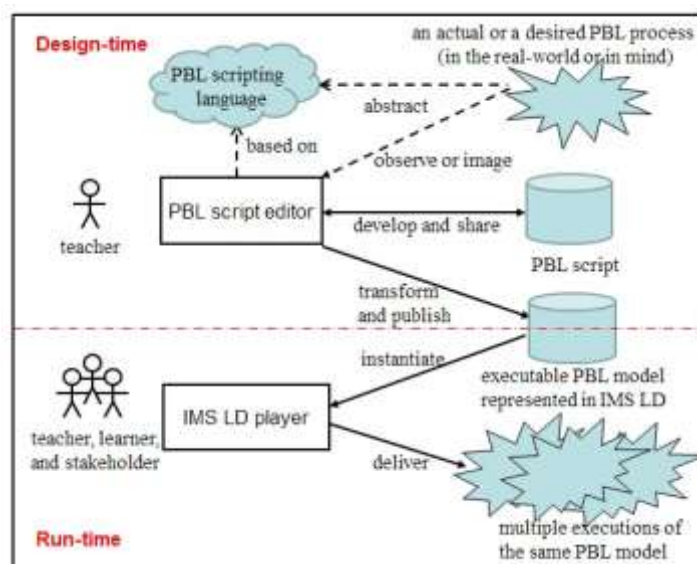 Design-time
an actual or a desired PBL process
(in the real-world or in mind)
PBL scripting
language
abstract
based on
observe or image
PBL script editor
develop and share
teacher
PBL script
transform
and publish
instantiate
executable PBL model
represented in IMS LD
IMS LD player
teacher, learner,
and stakeholder
deliver
multiple executions of
the same PBL model
Run-time